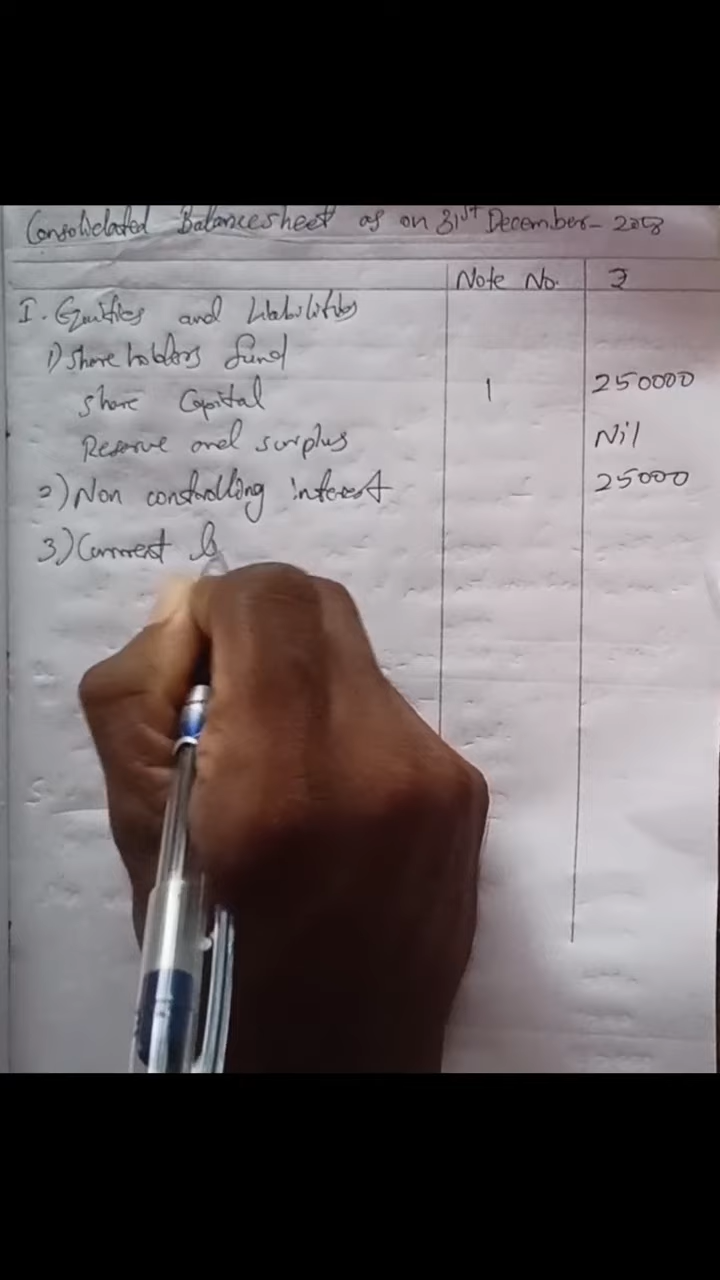 Consolidated Balancesheet as on 31st December - 2018
Note No. ₹
I. Equities and Liabilities
1) Share holders fund
Share Capital 1 250000
Reserve and surplus Nil
2) Non controlling interest 25000
3) Current